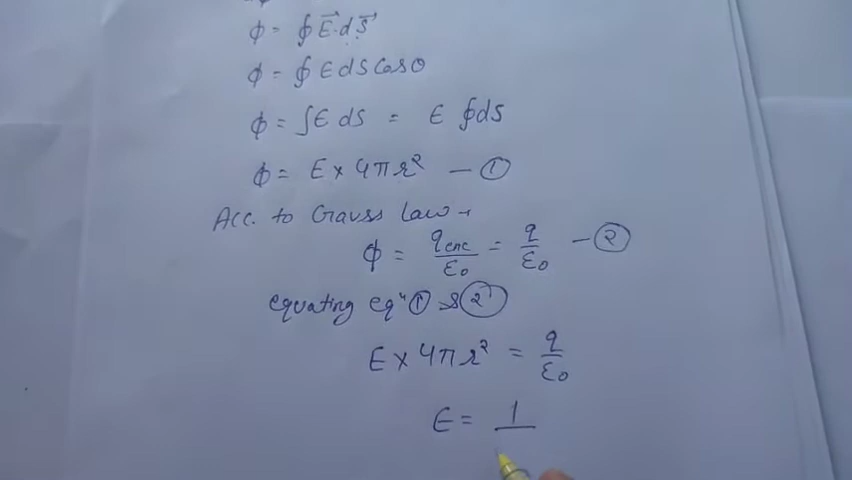 ϕ = ∮ E⃗·dS⃗
ϕ = ∮ E dS Cosθ
ϕ = ∫E dS = E ∮dS
ϕ = E × 4πr² — ①
Acc. to Gauss law →
ϕ = qenc/ε₀ = q/ε₀ — ②
equating eqⁿ ① & ②
E × 4πr² = q/ε₀
E = 1/